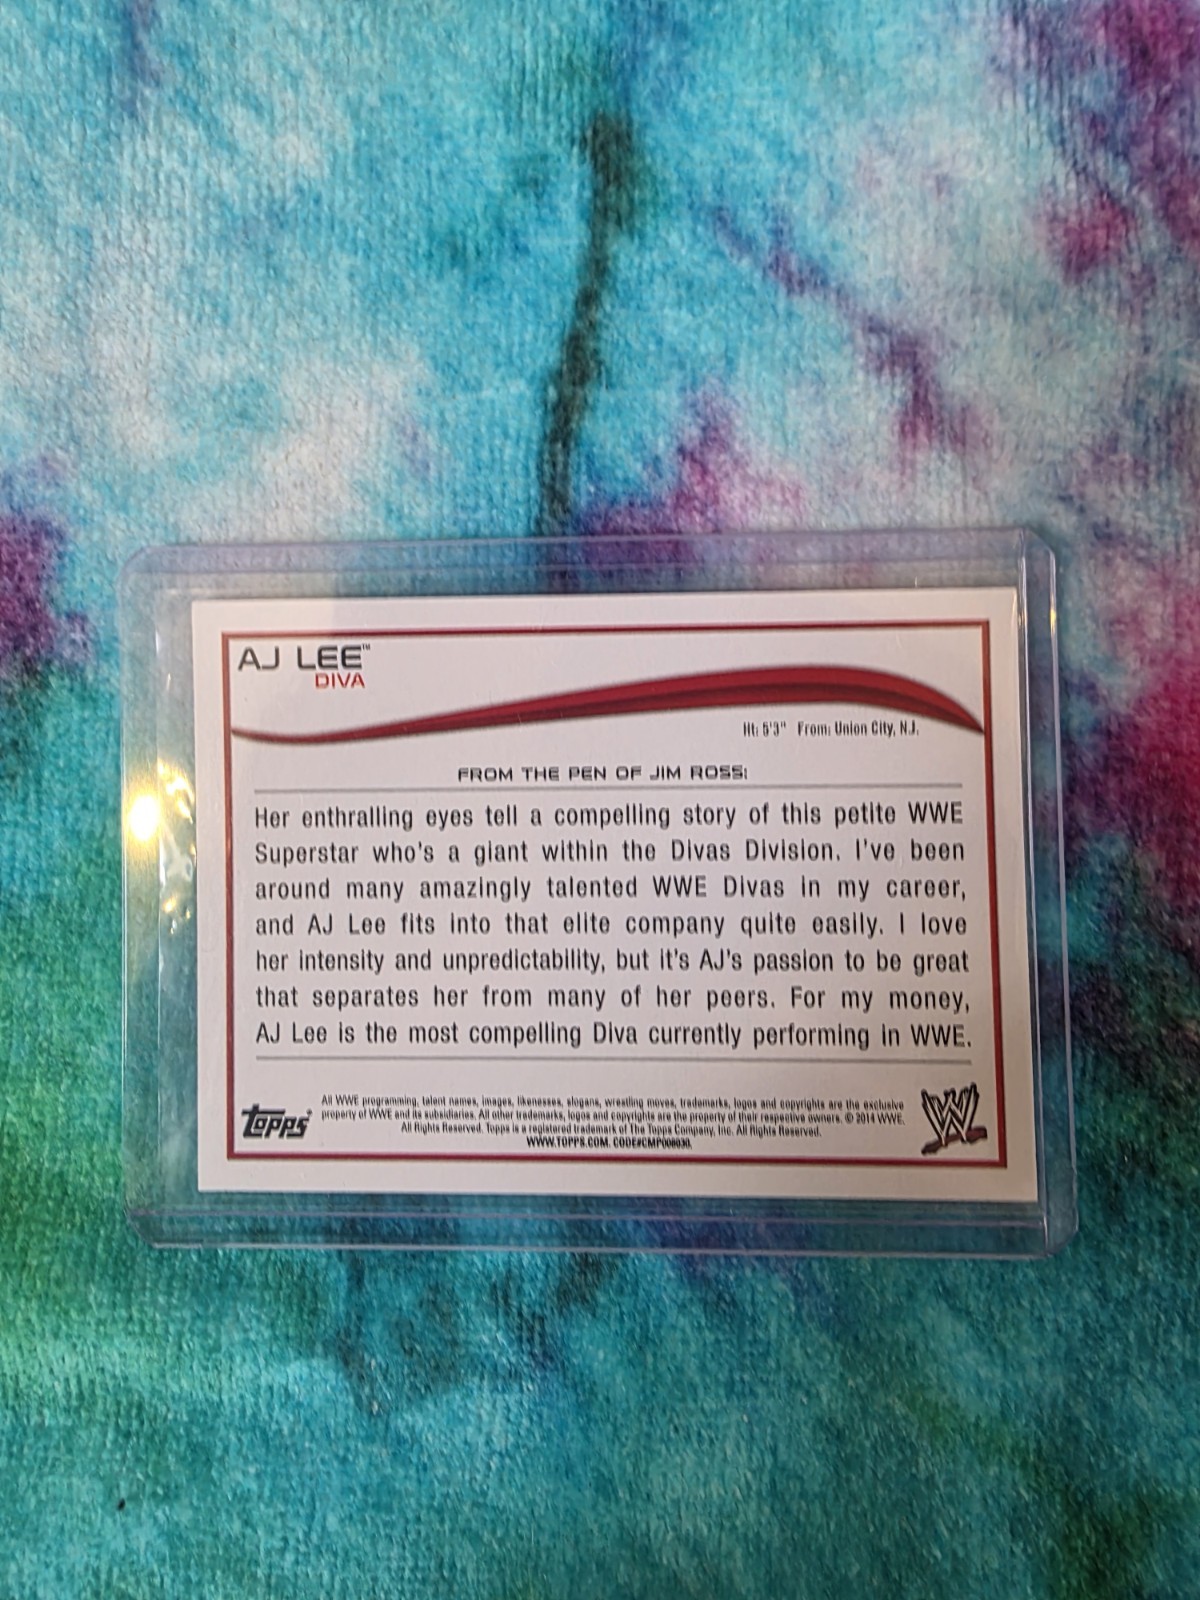 AJ LEE™
DIVA
Ht: 5'3" From: Union City, N.J.
FROM THE PEN OF JIM ROSS:
Her enthralling eyes tell a compelling story of this petite WWE
Superstar who's a giant within the Divas Division. I've been
around many amazingly talented WWE Divas in my career,
and AJ Lee fits into that elite company quite easily. I love
her intensity and unpredictability, but it's AJ's passion to be great
that separates her from many of her peers. For my money,
AJ Lee is the most compelling Diva currently performing in WWE.
All WWE programming, talent names, images, likenesses, slogans, wrestling moves, trademarks, logos and copyrights are the exclusive
property of WWE and its subsidiaries. All other trademarks, logos and copyrights are the property of their respective owners. © 2014 WWE.
All Rights Reserved. Topps is a registered trademark of The Topps Company, Inc. All Rights Reserved.
WWW.TOPPS.COM. CODE#CMP008030.
Topps
W